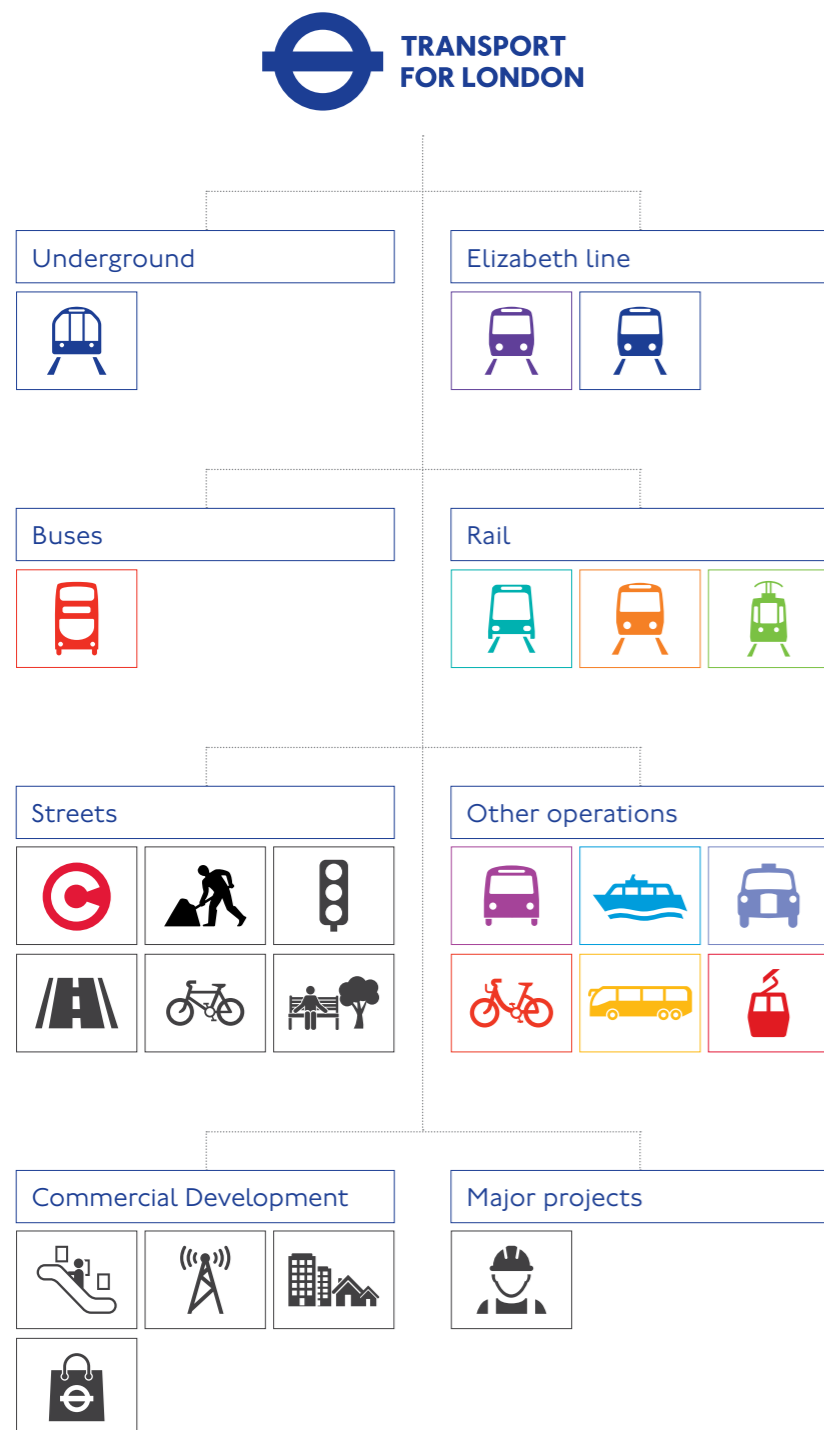 TRANSPORT
FOR LONDON
Underground
Elizabeth line
Buses
Rail
Streets
Other operations
Commercial Development
Major projects